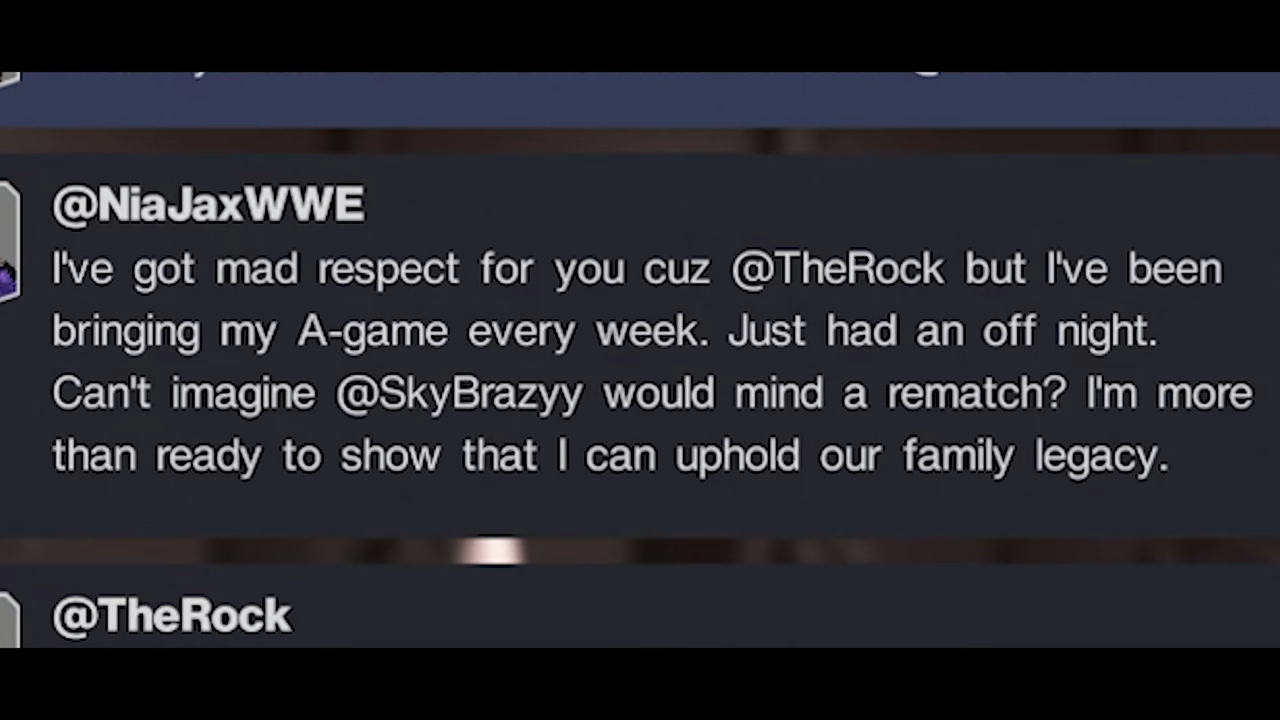 @NiaJaxWWE
I've got mad respect for you cuz @TheRock but I've been
bringing my A-game every week. Just had an off night.
Can't imagine @SkyBrazyy would mind a rematch? I'm more
than ready to show that I can uphold our family legacy.
@TheRock